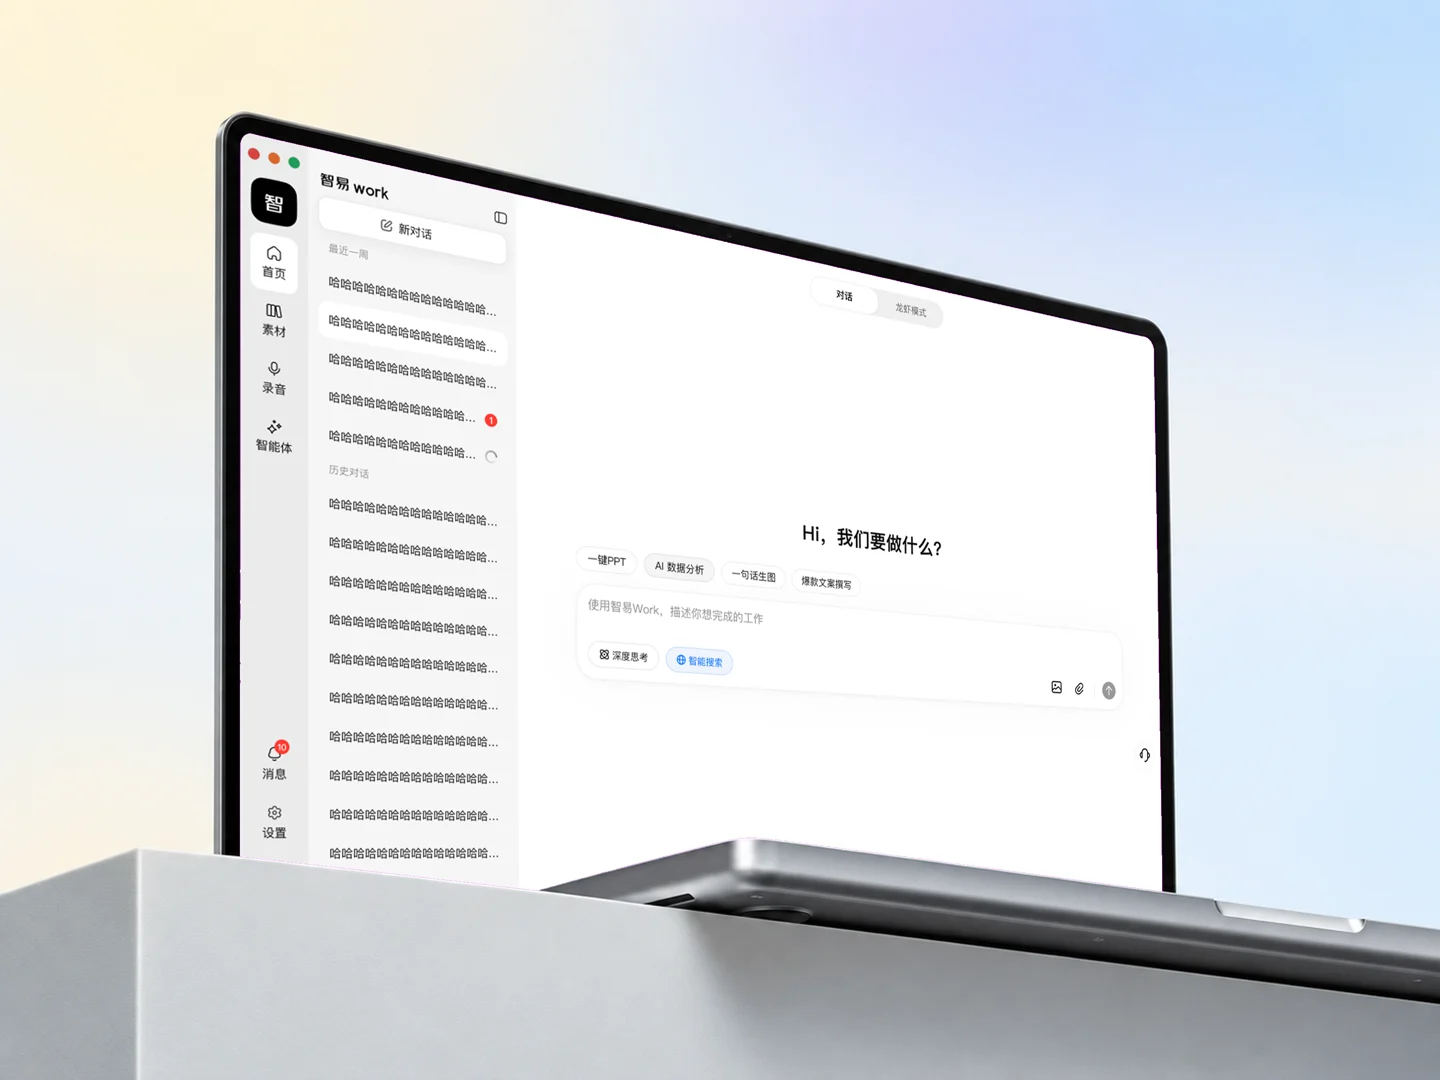 智易 work
智
新对话
首页
素材
录音
智能体
消息
10
设置
最近一周
哈哈哈哈哈哈哈哈哈哈哈哈哈哈...
哈哈哈哈哈哈哈哈哈哈哈哈哈哈...
哈哈哈哈哈哈哈哈哈哈哈哈哈哈...
哈哈哈哈哈哈哈哈哈哈哈哈... 1
哈哈哈哈哈哈哈哈哈哈哈哈...
历史对话
哈哈哈哈哈哈哈哈哈哈哈哈哈哈...
哈哈哈哈哈哈哈哈哈哈哈哈哈哈...
哈哈哈哈哈哈哈哈哈哈哈哈哈哈...
哈哈哈哈哈哈哈哈哈哈哈哈哈哈...
哈哈哈哈哈哈哈哈哈哈哈哈哈哈...
哈哈哈哈哈哈哈哈哈哈哈哈哈哈...
哈哈哈哈哈哈哈哈哈哈哈哈哈哈...
哈哈哈哈哈哈哈哈哈哈哈哈哈哈...
哈哈哈哈哈哈哈哈哈哈哈哈哈哈...
哈哈哈哈哈哈哈哈哈哈哈哈哈哈...
对话 龙虾模式
Hi，我们要做什么？
一键PPT AI 数据分析 一句话生图 爆款文案撰写
使用智易Work，描述你想完成的工作
深度思考 智能搜索